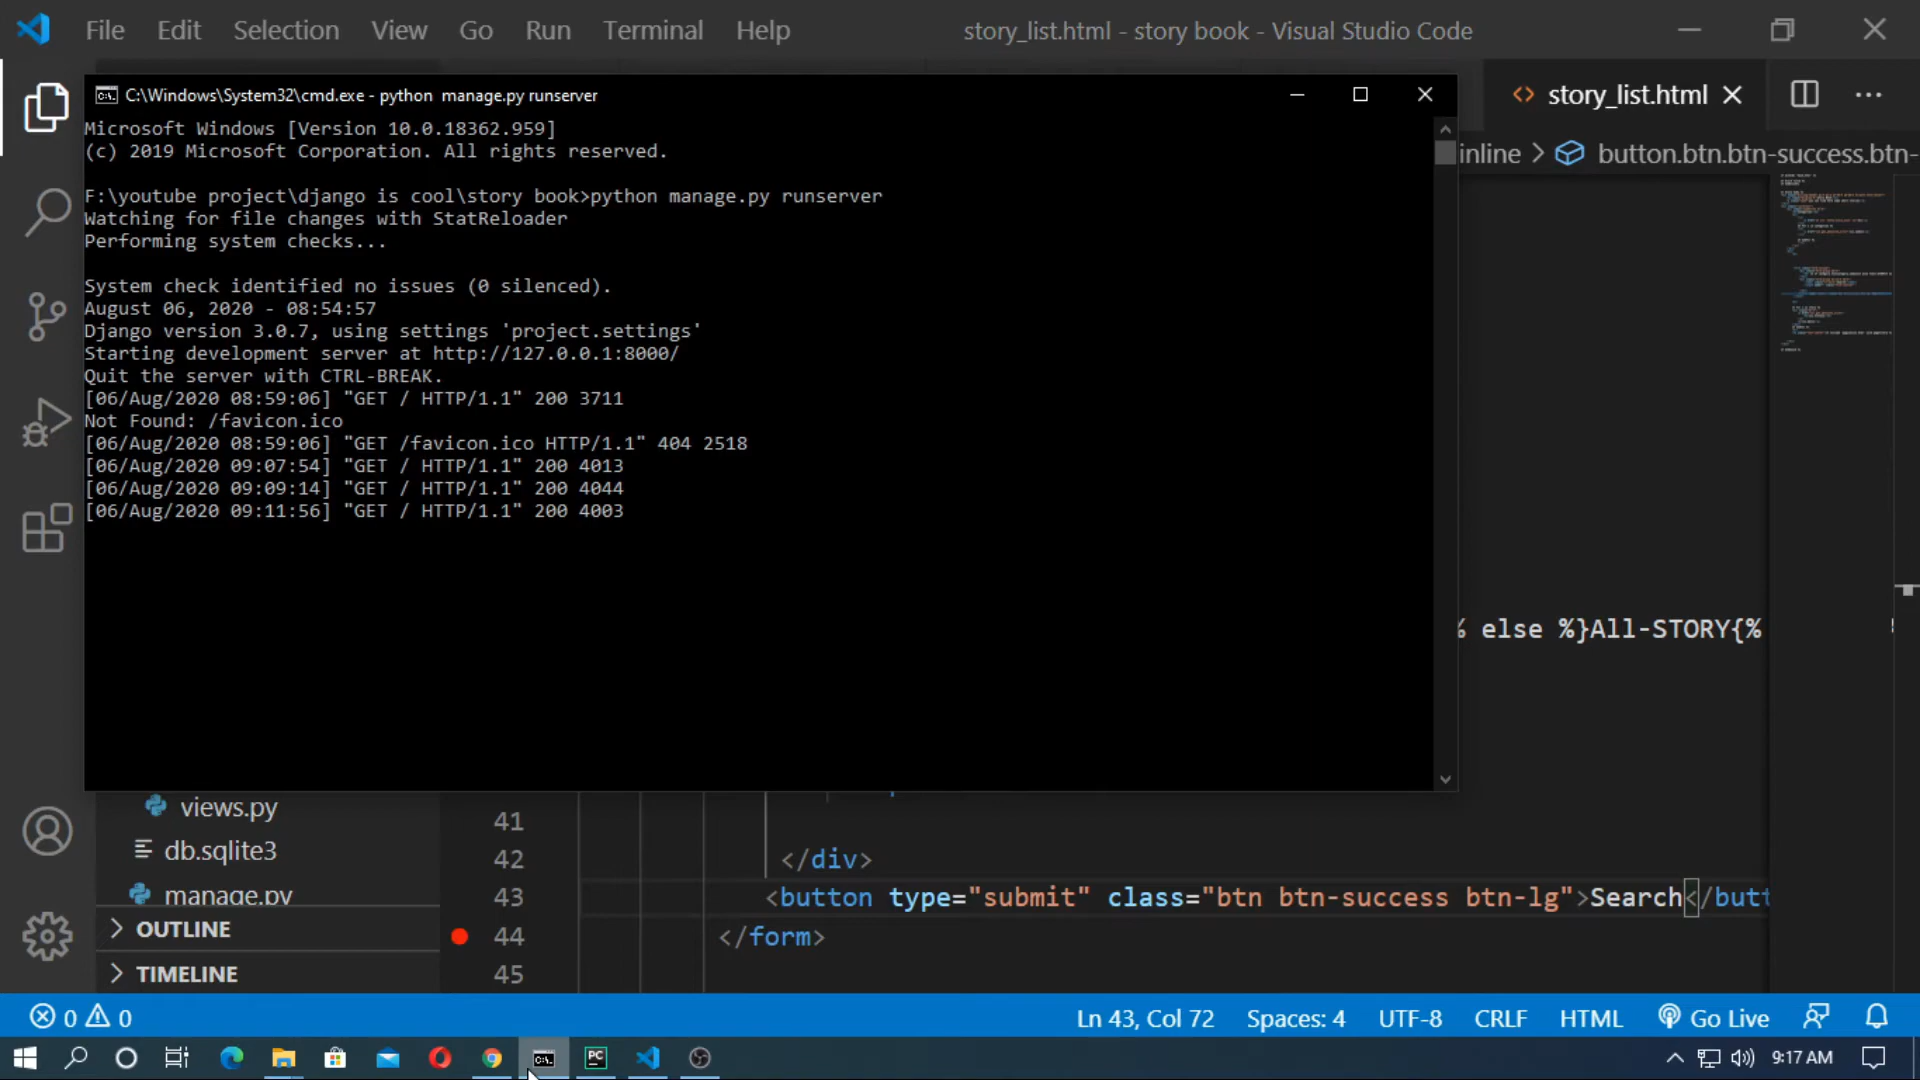 File Edit Selection View Go Run Terminal Help story_list.html - story book - Visual Studio Code
C:\Windows\System32\cmd.exe - python  manage.py runserver
story_list.html
inline > button.btn.btn-success.btn-
Microsoft Windows [Version 10.0.18362.959]
(c) 2019 Microsoft Corporation. All rights reserved.
F:\youtube project\django is cool\story book>python manage.py runserver
Watching for file changes with StatReloader
Performing system checks...
System check identified no issues (0 silenced).
August 06, 2020 - 08:54:57
Django version 3.0.7, using settings 'project.settings'
Starting development server at http://127.0.0.1:8000/
Quit the server with CTRL-BREAK.
[06/Aug/2020 08:59:06] "GET / HTTP/1.1" 200 3711
Not Found: /favicon.ico
[06/Aug/2020 08:59:06] "GET /favicon.ico HTTP/1.1" 404 2518
[06/Aug/2020 09:07:54] "GET / HTTP/1.1" 200 4013
[06/Aug/2020 09:09:14] "GET / HTTP/1.1" 200 4044
[06/Aug/2020 09:11:56] "GET / HTTP/1.1" 200 4003
% else %}All-STORY{%
views.py
db.sqlite3
manage.py
OUTLINE
TIMELINE
41
42 </div>
43 <button type="submit" class="btn btn-success btn-lg">Search</butt
44 </form>
45
0 0 Ln 43, Col 72 Spaces: 4 UTF-8 CRLF HTML Go Live
9:17 AM